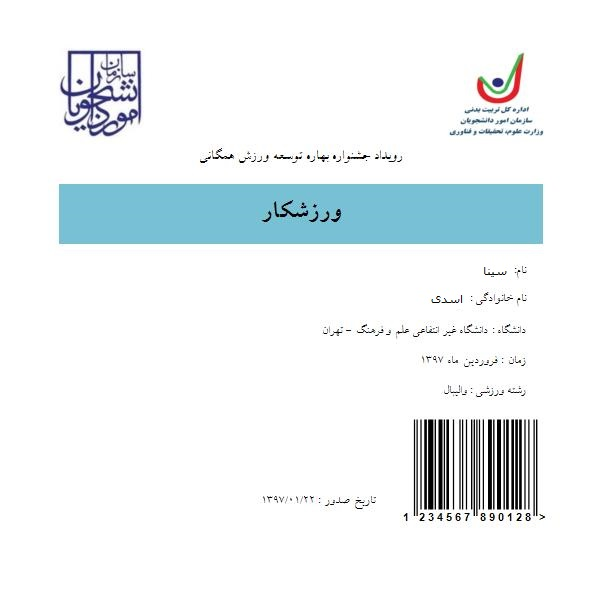 سازمان امور دانشجویان
اداره کل تربیت بدنی
سازمان امور دانشجویان
وزارت علوم، تحقیقات و فناوری
رویداد جشنواره بهاره توسعه ورزش همگانی
ورزشکار
نام: سینا
نام خانوادگی : اسدی
دانشگاه : دانشگاه غیر انتفاعی علم و فرهنگ - تهران
زمان : فروردین ماه ۱۳۹۷
رشته ورزشی : والیبال
تاریخ صدور : ۱۳۹۷/۰۱/۲۲
1 234567 890128 >